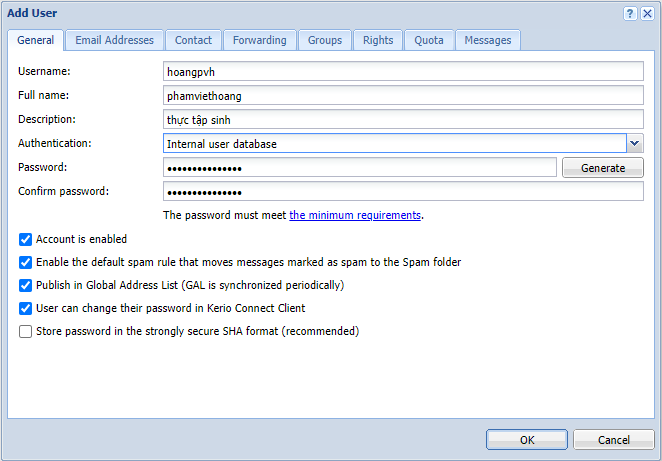 Add User
General Email Addresses Contact Forwarding Groups Rights Quota Messages
Username: hoangpvh
Full name: phamviethoang
Description: thực tập sinh
Authentication: Internal user database
Password: ••••••••••••••• Generate
Confirm password: •••••••••••••••
The password must meet the minimum requirements.
Account is enabled
Enable the default spam rule that moves messages marked as spam to the Spam folder
Publish in Global Address List (GAL is synchronized periodically)
User can change their password in Kerio Connect Client
Store password in the strongly secure SHA format (recommended)
OK Cancel